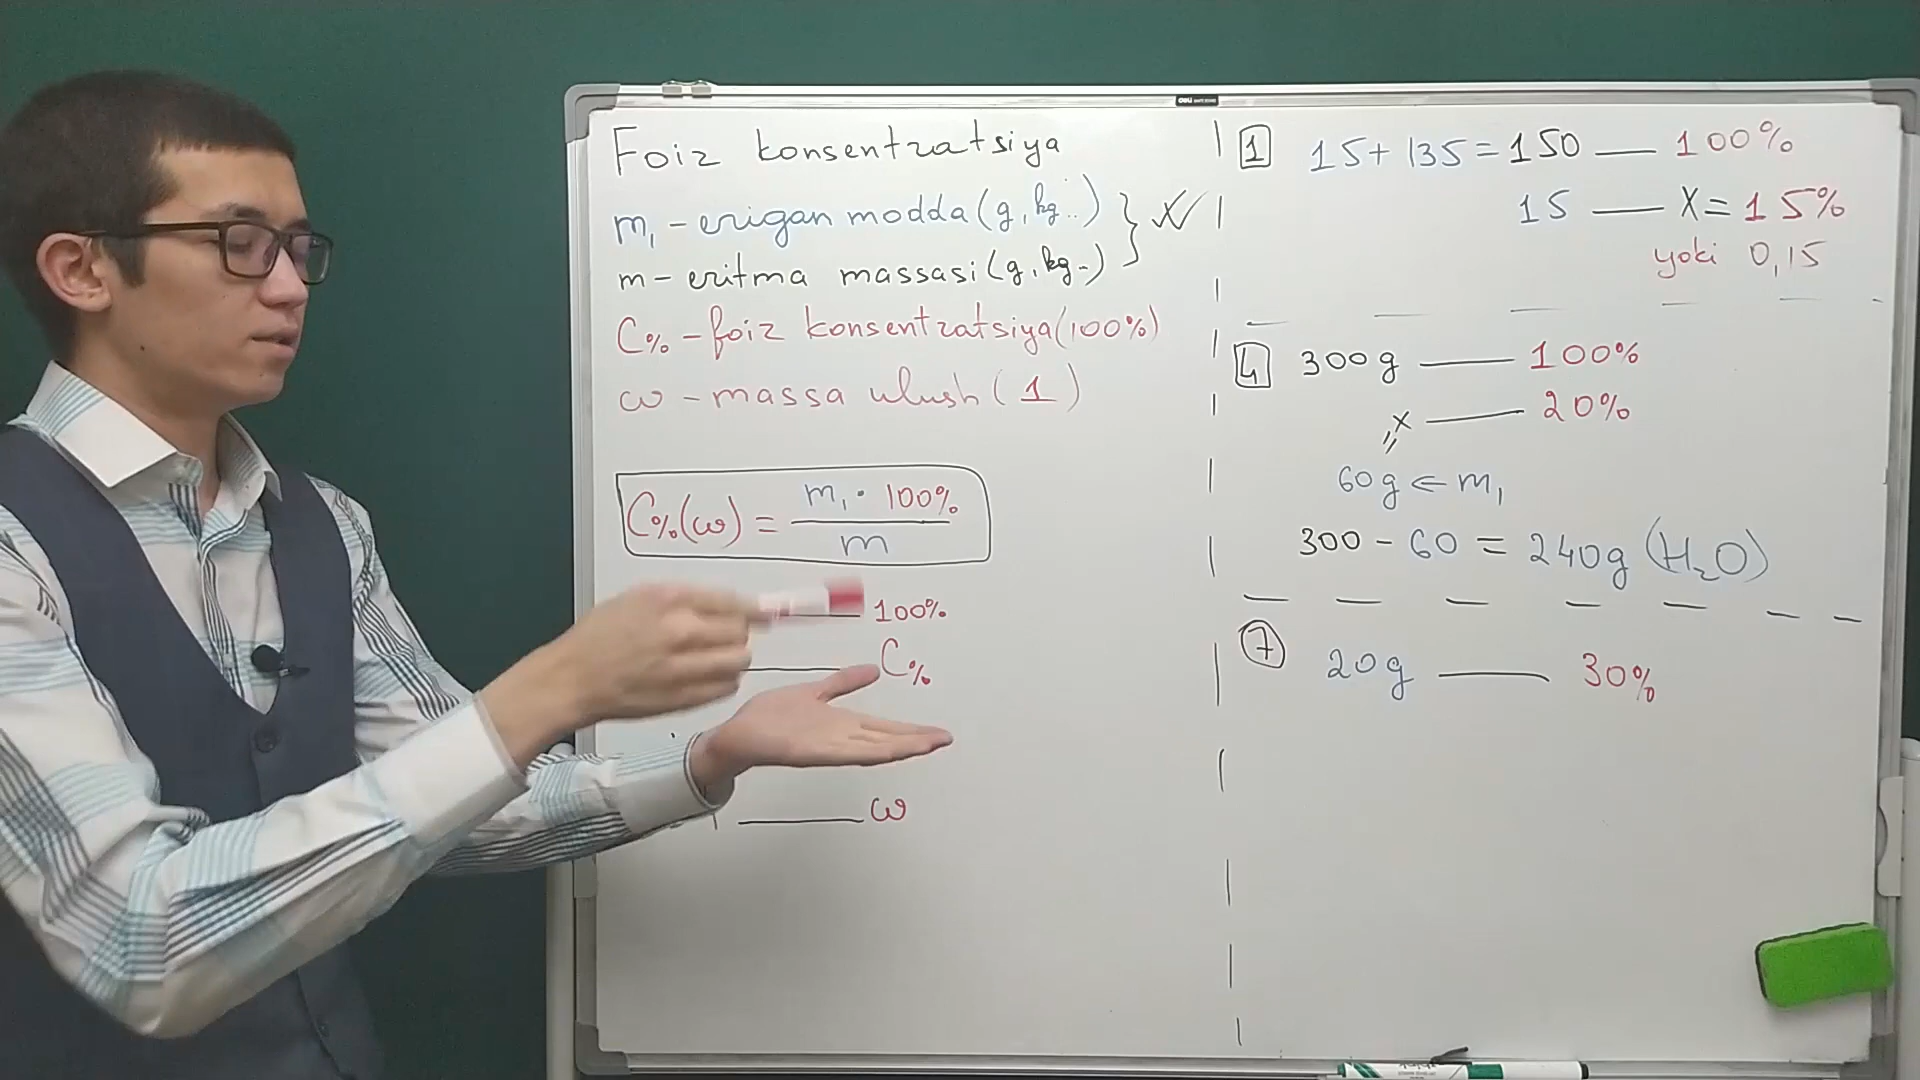 Foiz konsentratsiya
m₁ - erigan modda (g, kg..)
m - eritma massasi (g, kg-)
C% - foiz konsentratsiya (100%)
ω - massa ulush (1)
C%(ω) = m₁ · 100% / m
100%
C%
ω
1 15 + 135 = 150 — 100%
15 — X = 15%
yoki 0,15
4 300g — 100%
x — 20%
60g ⇐ m₁
300 - 60 = 240g (H₂O)
7 20g — 30%
deli